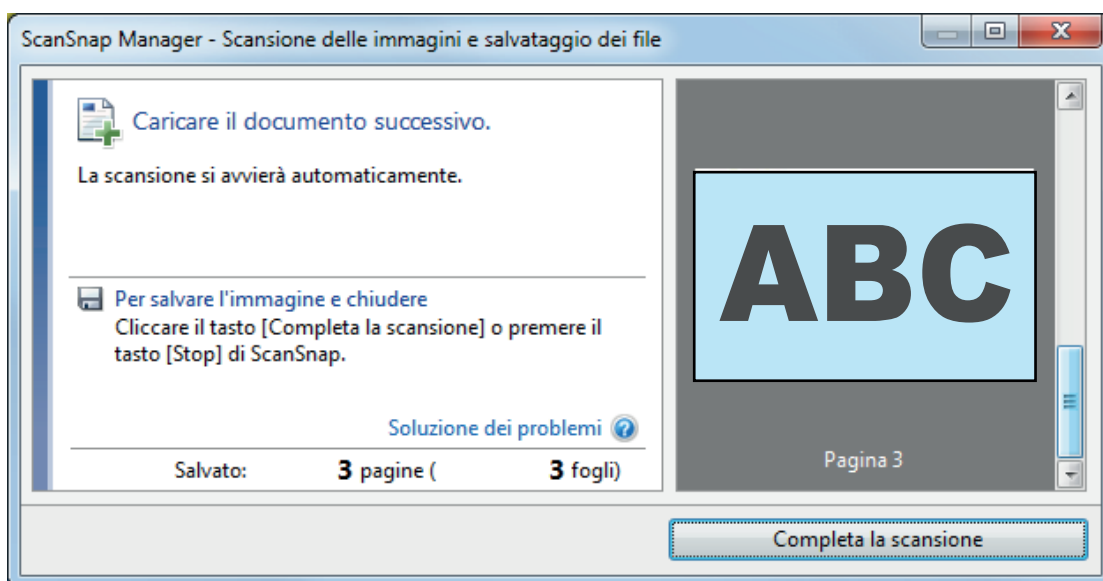 ScanSnap Manager - Scansione delle immagini e salvataggio dei file
Caricare il documento successivo.
La scansione si avvierà automaticamente.
Per salvare l'immagine e chiudere
Cliccare il tasto [Completa la scansione] o premere il
tasto [Stop] di ScanSnap.
Soluzione dei problemi
Salvato: 3 pagine ( 3 fogli)
ABC
Pagina 3
Completa la scansione